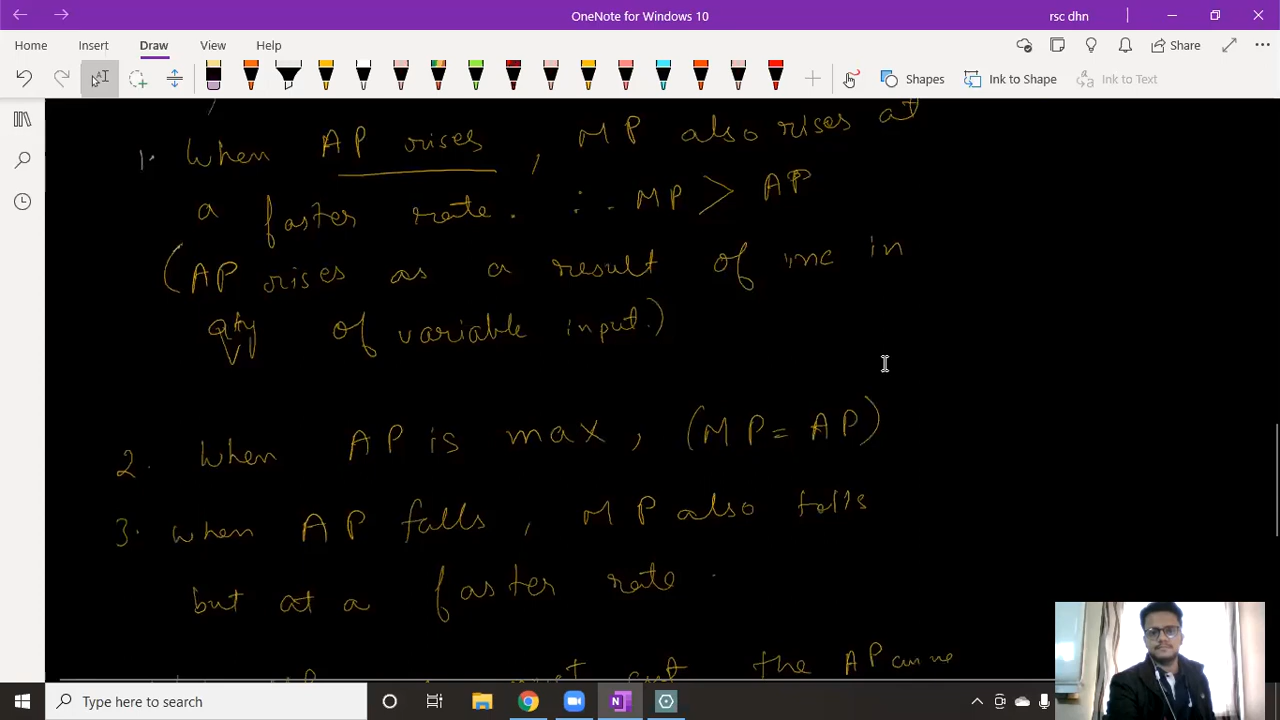 OneNote for Windows 10
rsc dhn
Home Insert Draw View Help
Share
Shapes Ink to Shape Ink to Text
1. When AP rises, MP also rises at
a faster rate. ∴ MP > AP
(AP rises as a result of inc in
qty of variable input.)
2. When AP is max, (MP = AP)
3. When AP falls, MP also falls
but at a faster rate.
must cut the AP curve
Type here to search